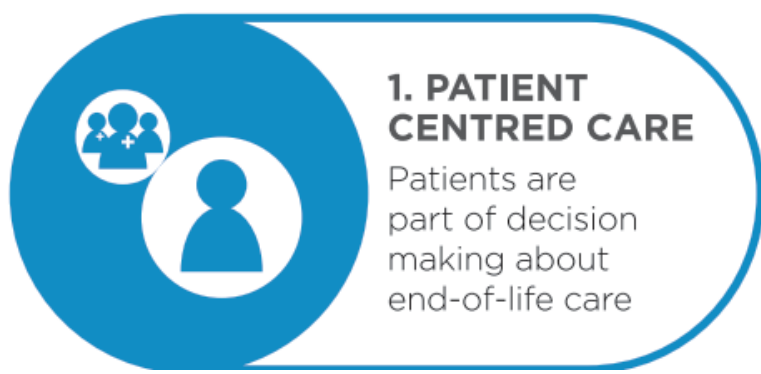 1. PATIENT
CENTRED CARE
Patients are
part of decision
making about
end-of-life care